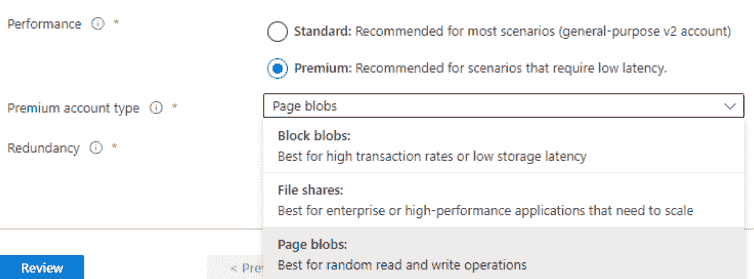 Performance ⓘ *
Standard: Recommended for most scenarios (general-purpose v2 account)
Premium: Recommended for scenarios that require low latency.
Premium account type ⓘ *
Page blobs
Redundancy ⓘ *
Block blobs:
Best for high transaction rates or low storage latency
File shares:
Best for enterprise or high-performance applications that need to scale
Page blobs:
Best for random read and write operations
Review
< Prev